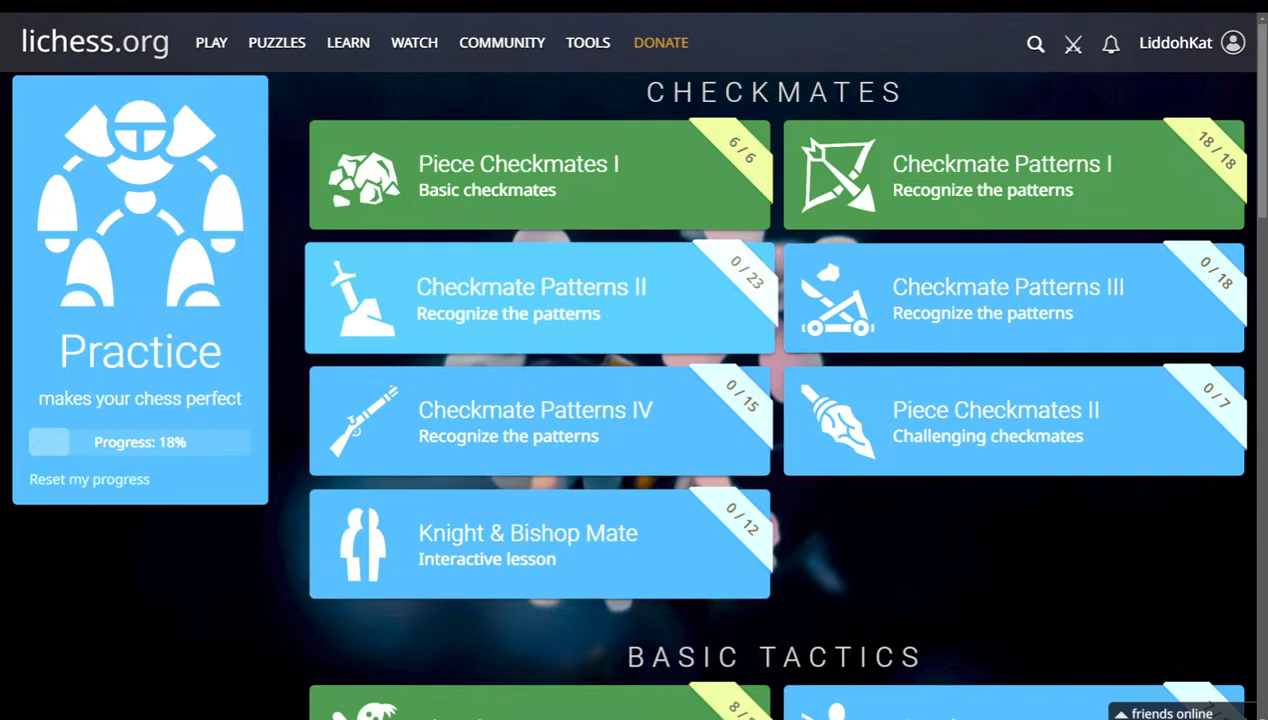 lichess.org PLAY PUZZLES LEARN WATCH COMMUNITY TOOLS DONATE LiddohKat
Practice
makes your chess perfect
Progress: 18%
Reset my progress
CHECKMATES
Piece Checkmates I
Basic checkmates
6 / 6
Checkmate Patterns I
Recognize the patterns
18 / 18
Checkmate Patterns II
Recognize the patterns
0 / 23
Checkmate Patterns III
Recognize the patterns
0 / 18
Checkmate Patterns IV
Recognize the patterns
0 / 15
Piece Checkmates II
Challenging checkmates
0 / 7
Knight & Bishop Mate
Interactive lesson
0 / 12
BASIC TACTICS
friends online